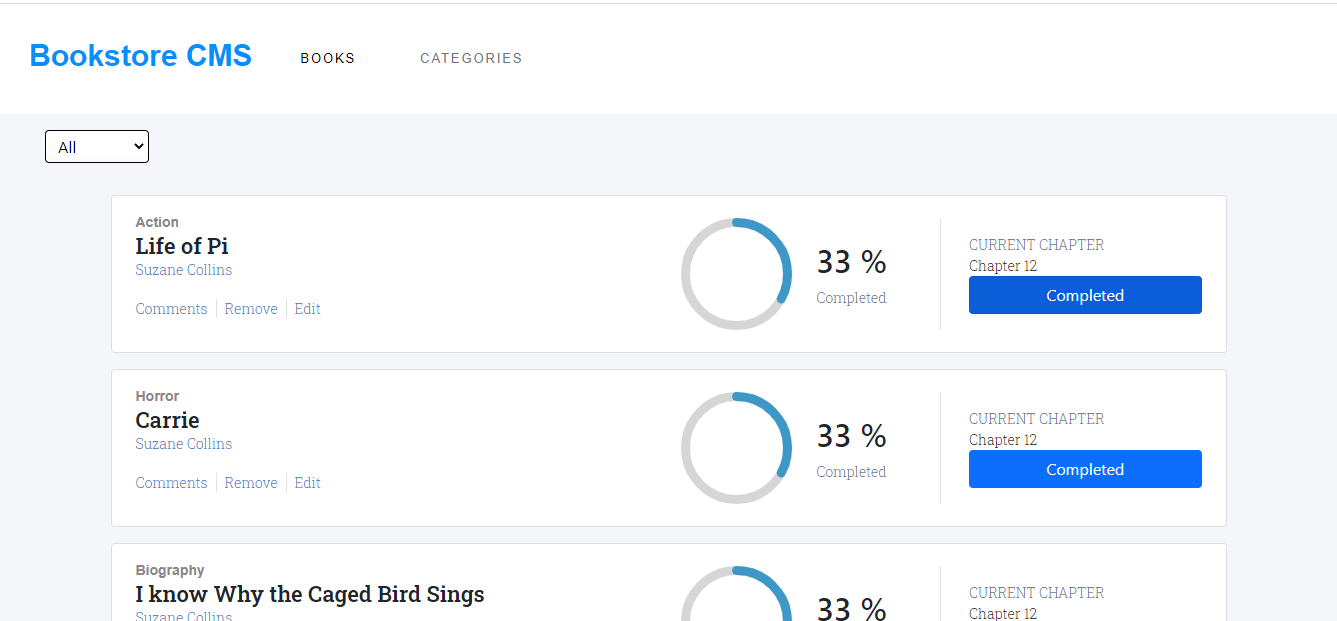 Bookstore CMS BOOKS CATEGORIES
All
Action
Life of Pi
Suzane Collins
Comments Remove Edit
33 %
Completed
CURRENT CHAPTER
Chapter 12
Completed
Horror
Carrie
Suzane Collins
Comments Remove Edit
33 %
Completed
CURRENT CHAPTER
Chapter 12
Completed
Biography
I know Why the Caged Bird Sings
Suzane Collins
33 %
CURRENT CHAPTER
Chapter 12